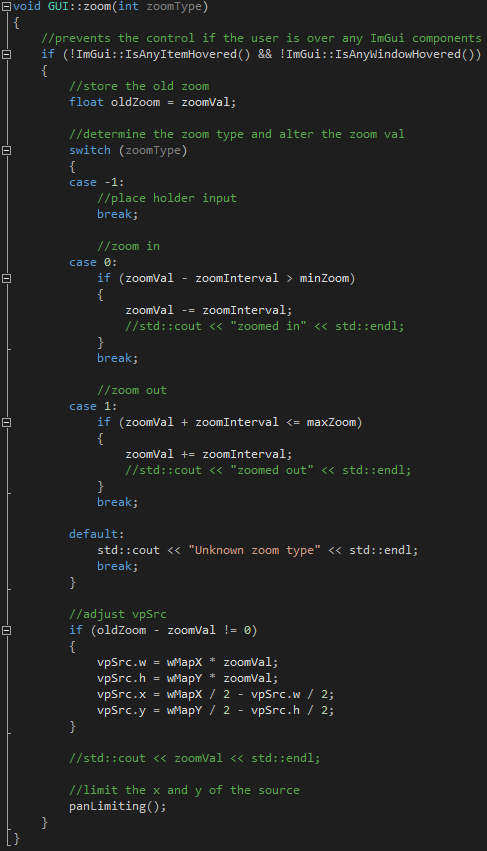 void GUI::zoom(int zoomType)
{
//prevents the control if the user is over any ImGui components
if (!ImGui::IsAnyItemHovered() && !ImGui::IsAnyWindowHovered())
{
//store the old zoom
float oldZoom = zoomVal;
//determine the zoom type and alter the zoom val
switch (zoomType)
{
case -1:
//place holder input
break;
//zoom in
case 0:
if (zoomVal - zoomInterval > minZoom)
{
zoomVal -= zoomInterval;
//std::cout << "zoomed in" << std::endl;
}
break;
//zoom out
case 1:
if (zoomVal + zoomInterval <= maxZoom)
{
zoomVal += zoomInterval;
//std::cout << "zoomed out" << std::endl;
}
break;
default:
std::cout << "Unknown zoom type" << std::endl;
break;
}
//adjust vpSrc
if (oldZoom - zoomVal != 0)
{
vpSrc.w = wMapX * zoomVal;
vpSrc.h = wMapY * zoomVal;
vpSrc.x = wMapX / 2 - vpSrc.w / 2;
vpSrc.y = wMapY / 2 - vpSrc.h / 2;
}
//std::cout << zoomVal << std::endl;
//limit the x and y of the source
panLimiting();
}
}